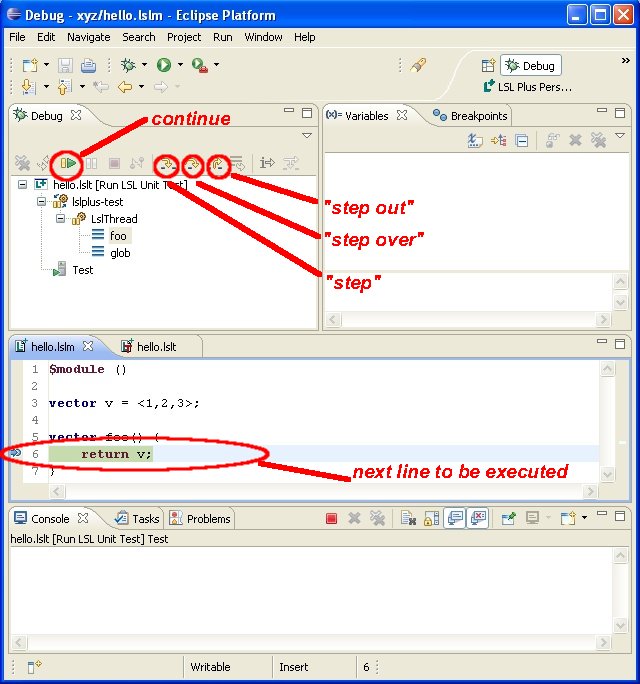 Debug - xyz/hello.lslm - Eclipse Platform
File Edit Navigate Search Project Run Window Help
Debug
LSL Plus Pers...
Debug
continue
(x)= Variables
Breakpoints
hello.lslt [Run LSL Unit Test]
lslplus-test
LslThread
foo
glob
Test
"step out"
"step over"
"step"
hello.lslm
hello.lslt
1 $module ()
2
3 vector v = <1,2,3>;
4
5 vector foo() {
6 return v;
7 }
next line to be executed
Console
Tasks
Problems
hello.lslt [Run LSL Unit Test] Test
Writable
Insert
6 :